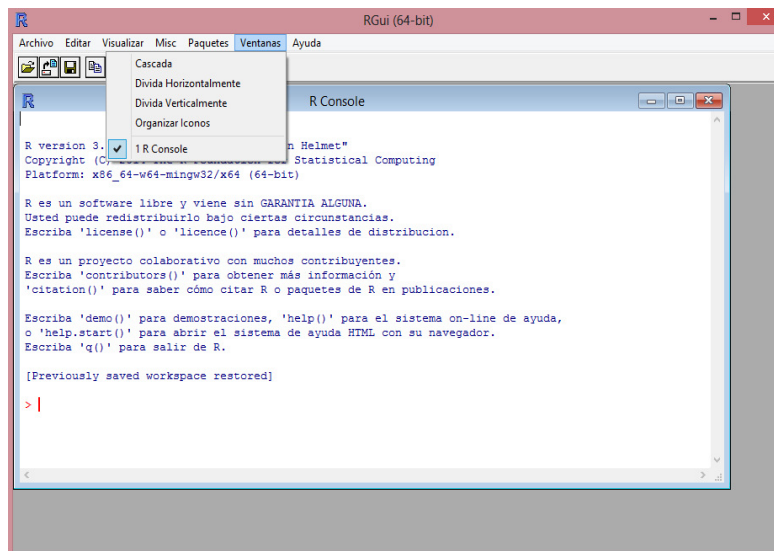 RGui (64-bit)
Archivo Editar Visualizar Misc Paquetes Ventanas Ayuda
Cascada
Divida Horizontalmente
Divida Verticalmente
Organizar Iconos
1 R Console
R Console
R version 3. n Helmet"
Copyright (C) Statistical Computing
Platform: x86_64-w64-mingw32/x64 (64-bit)
R es un software libre y viene sin GARANTIA ALGUNA.
Usted puede redistribuirlo bajo ciertas circunstancias.
Escriba 'license()' o 'licence()' para detalles de distribucion.
R es un proyecto colaborativo con muchos contribuyentes.
Escriba 'contributors()' para obtener más información y
'citation()' para saber cómo citar R o paquetes de R en publicaciones.
Escriba 'demo()' para demostraciones, 'help()' para el sistema on-line de ayuda,
o 'help.start()' para abrir el sistema de ayuda HTML con su navegador.
Escriba 'q()' para salir de R.
[Previously saved workspace restored]
>